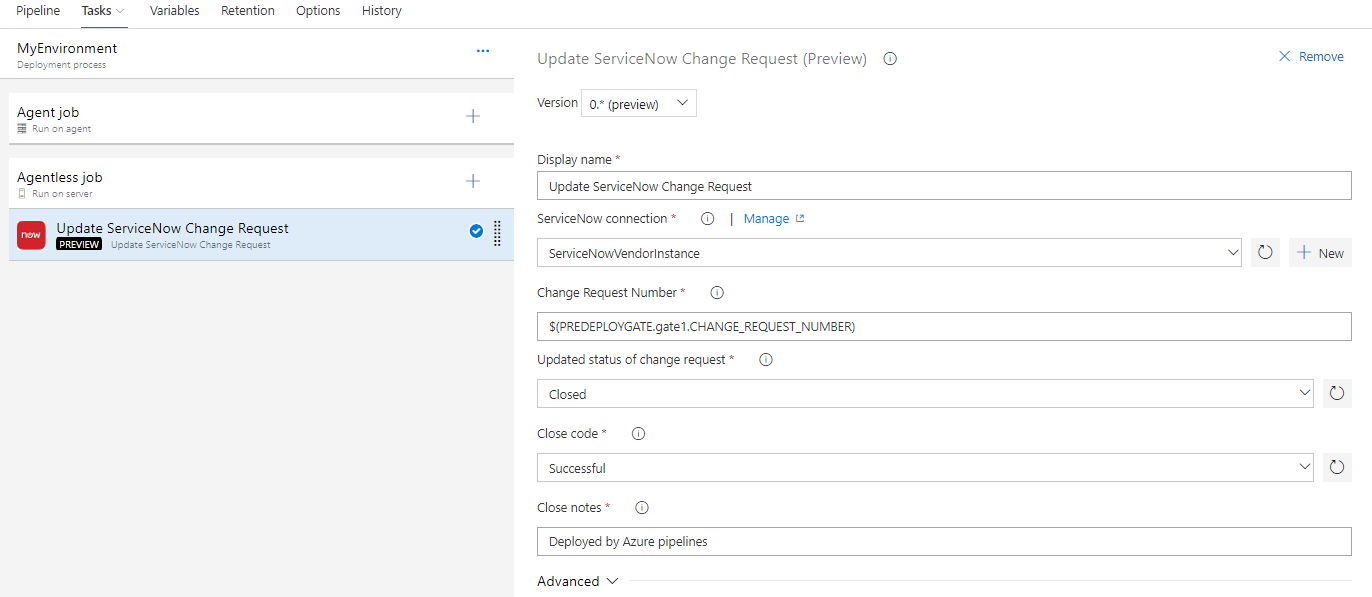 Pipeline Tasks Variables Retention Options History
MyEnvironment
Deployment process
Agent job
Run on agent
Agentless job
Run on server
now
Update ServiceNow Change Request
PREVIEW Update ServiceNow Change Request
Update ServiceNow Change Request (Preview)
Remove
Version 0.* (preview)
Display name *
Update ServiceNow Change Request
ServiceNow connection * | Manage
ServiceNowVendorInstance
New
Change Request Number *
$(PREDEPLOYGATE.gate1.CHANGE_REQUEST_NUMBER)
Updated status of change request *
Closed
Close code *
Successful
Close notes *
Deployed by Azure pipelines
Advanced